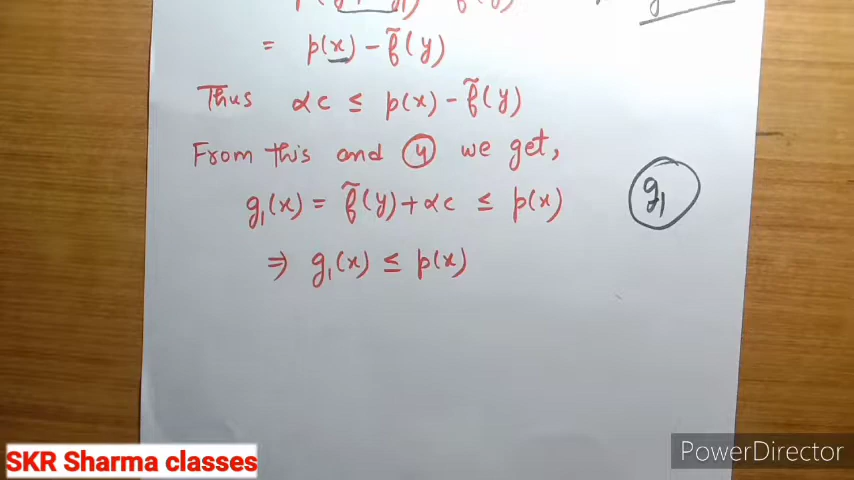 = p(x) - f̃(y)
Thus αc ≤ p(x) - f̃(y)
From this and ④ we get,
g₁(x) = f̃(y) + αc ≤ p(x)
g₁
⇒ g₁(x) ≤ p(x)
SKR Sharma classes
PowerDirector